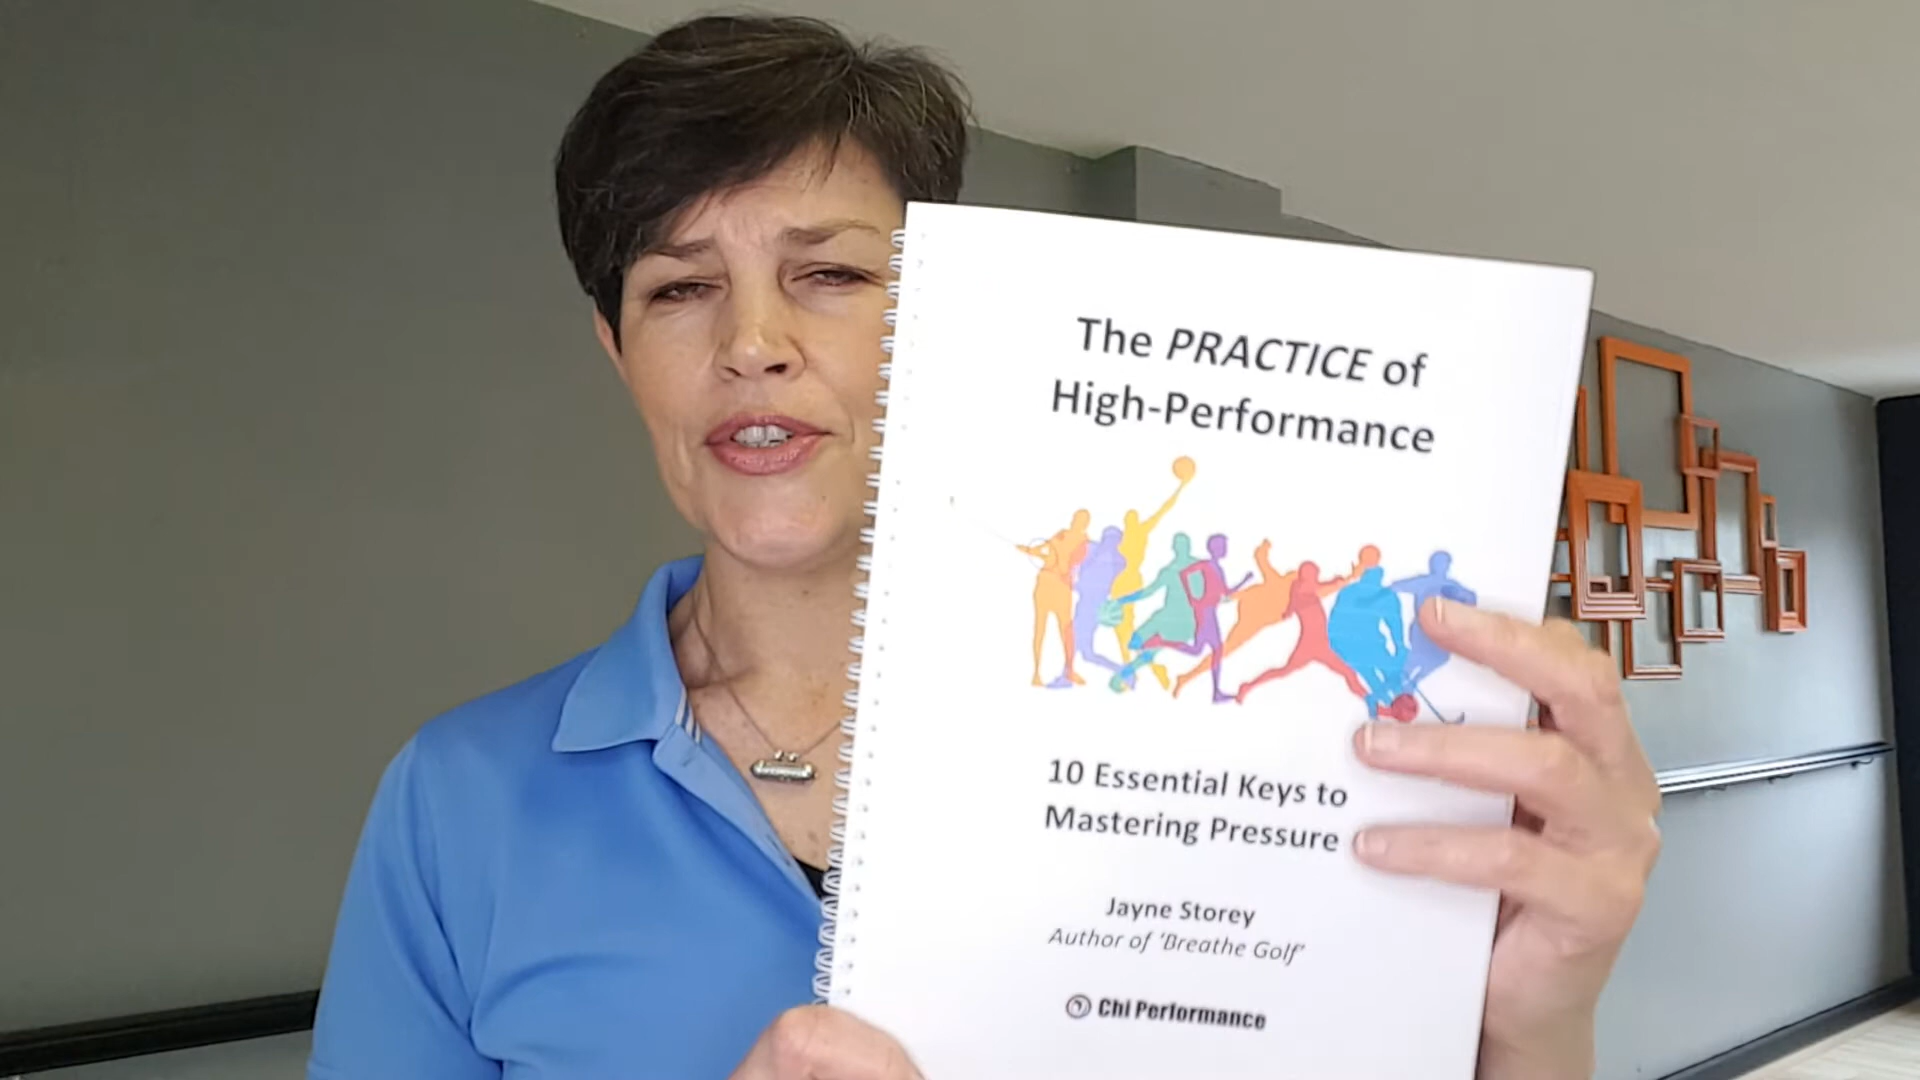 The PRACTICE of
High-Performance
10 Essential Keys to
Mastering Pressure
Jayne Storey
Author of 'Breathe Golf'
Chi Performance